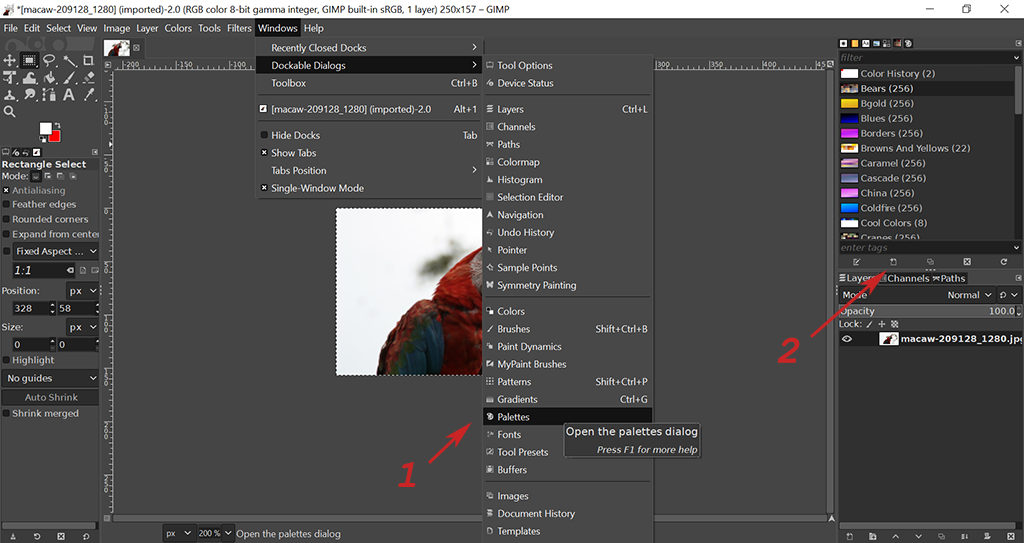 *[macaw-209128_1280] (imported)-2.0 (RGB color 8-bit gamma integer, GIMP built-in sRGB, 1 layer) 250x157 – GIMP
File Edit Select View Image Layer Colors Tools Filters Windows Help
Recently Closed Docks
Dockable Dialogs
Toolbox Ctrl+B
[macaw-209128_1280] (imported)-2.0 Alt+1
Hide Docks Tab
Show Tabs
Tabs Position
Single-Window Mode
Tool Options
Device Status
Layers Ctrl+L
Channels
Paths
Colormap
Histogram
Selection Editor
Navigation
Undo History
Pointer
Sample Points
Symmetry Painting
Colors
Brushes Shift+Ctrl+B
Paint Dynamics
MyPaint Brushes
Patterns Shift+Ctrl+P
Gradients Ctrl+G
Palettes
Fonts
Tool Presets
Buffers
Images
Document History
Templates
Open the palettes dialog
Press F1 for more help
1
2
Rectangle Select
Mode:
Antialiasing
Feather edges
Rounded corners
Expand from center
Fixed Aspect ...
1:1
Position: px
328 58
Size: px
0 0
Highlight
No guides
Auto Shrink
Shrink merged
-200 -150 -100 300 350 400 450
px 200 % Open the palettes dialog
filter
Color History (2)
Bears (256)
Bgold (256)
Blues (256)
Borders (256)
Browns And Yellows (22)
Caramel (256)
Cascade (256)
China (256)
Coldfire (256)
Cool Colors (8)
Cranes (256)
enter tags
Layers Channels Paths
Mode Normal
Opacity 100.0
Lock:
macaw-209128_1280.jpg